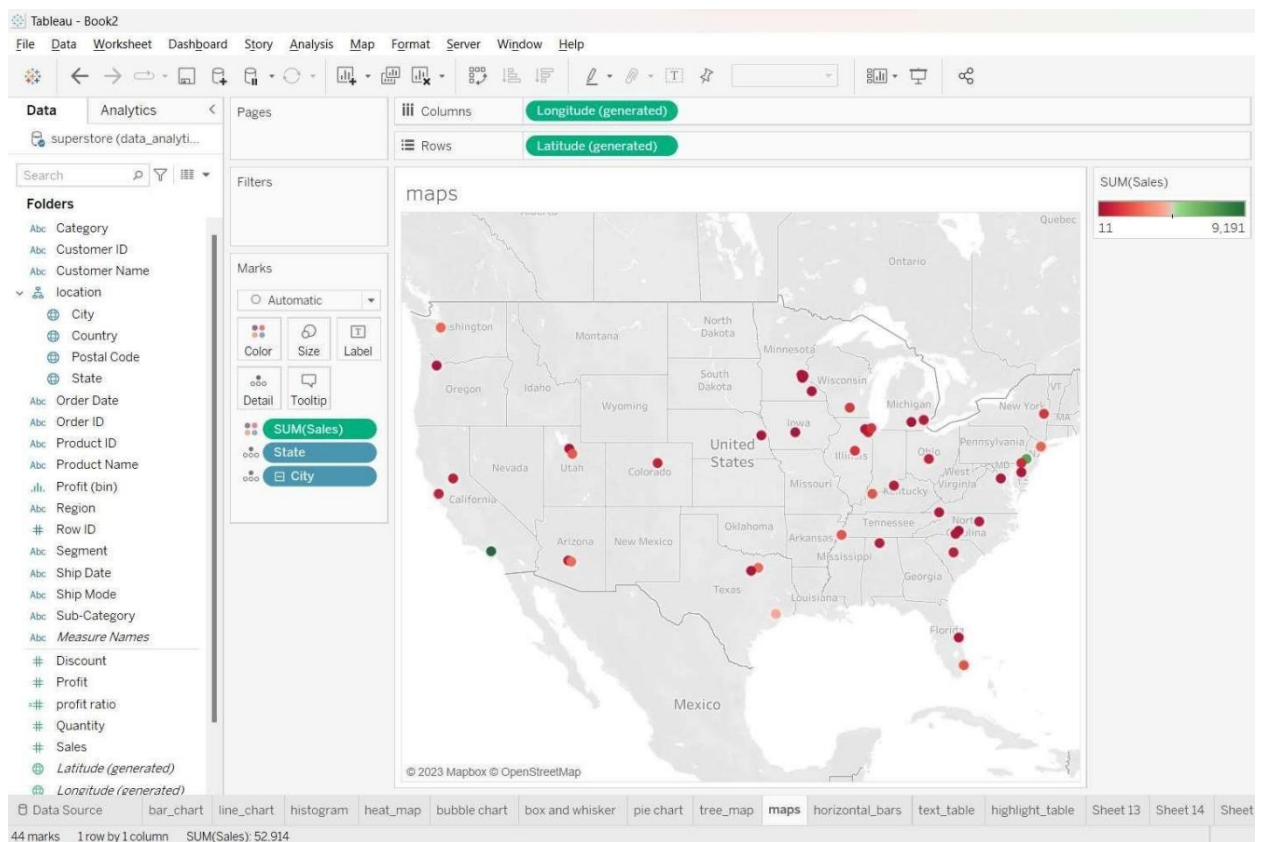 Tableau - Book2
File Data Worksheet Dashboard Story Analysis Map Format Server Window Help
Data Analytics
superstore (data_analyti...
Search
Folders
Abc Category
Abc Customer ID
Abc Customer Name
location
City
Country
Postal Code
State
Abc Order Date
Abc Order ID
Abc Product ID
Abc Product Name
Profit (bin)
Abc Region
# Row ID
Abc Segment
Abc Ship Date
Abc Ship Mode
Abc Sub-Category
Abc Measure Names
# Discount
# Profit
=# profit ratio
# Quantity
# Sales
Latitude (generated)
Longitude (generated)
Pages
Filters
Marks
Automatic
Color Size Label
T
Detail Tooltip
SUM(Sales)
State
City
Columns Longitude (generated)
Rows Latitude (generated)
maps
Quebec
Ontario
shington
Montana
North
Dakota
Minnesota
Oregon
Idaho
South
Dakota
Wisconsin
Wyoming
Michigan
New York
VT
MA
Iowa
United
States
Nevada
Utah
Colorado
Ohio
Pennsylvania
West
Virginia
MD
California
Missouri
Kentucky
Arizona
New Mexico
Oklahoma
Arkansas
Tennessee
Mississippi
Texas
Louisiana
Georgia
Florida
Mexico
© 2023 Mapbox © OpenStreetMap
SUM(Sales)
11 9,191
Data Source bar_chart line_chart histogram heat_map bubble chart box and whisker pie chart tree_map maps horizontal_bars text_table highlight_table Sheet 13 Sheet 14 Sheet
44 marks 1 row by 1 column SUM(Sales): 52,914